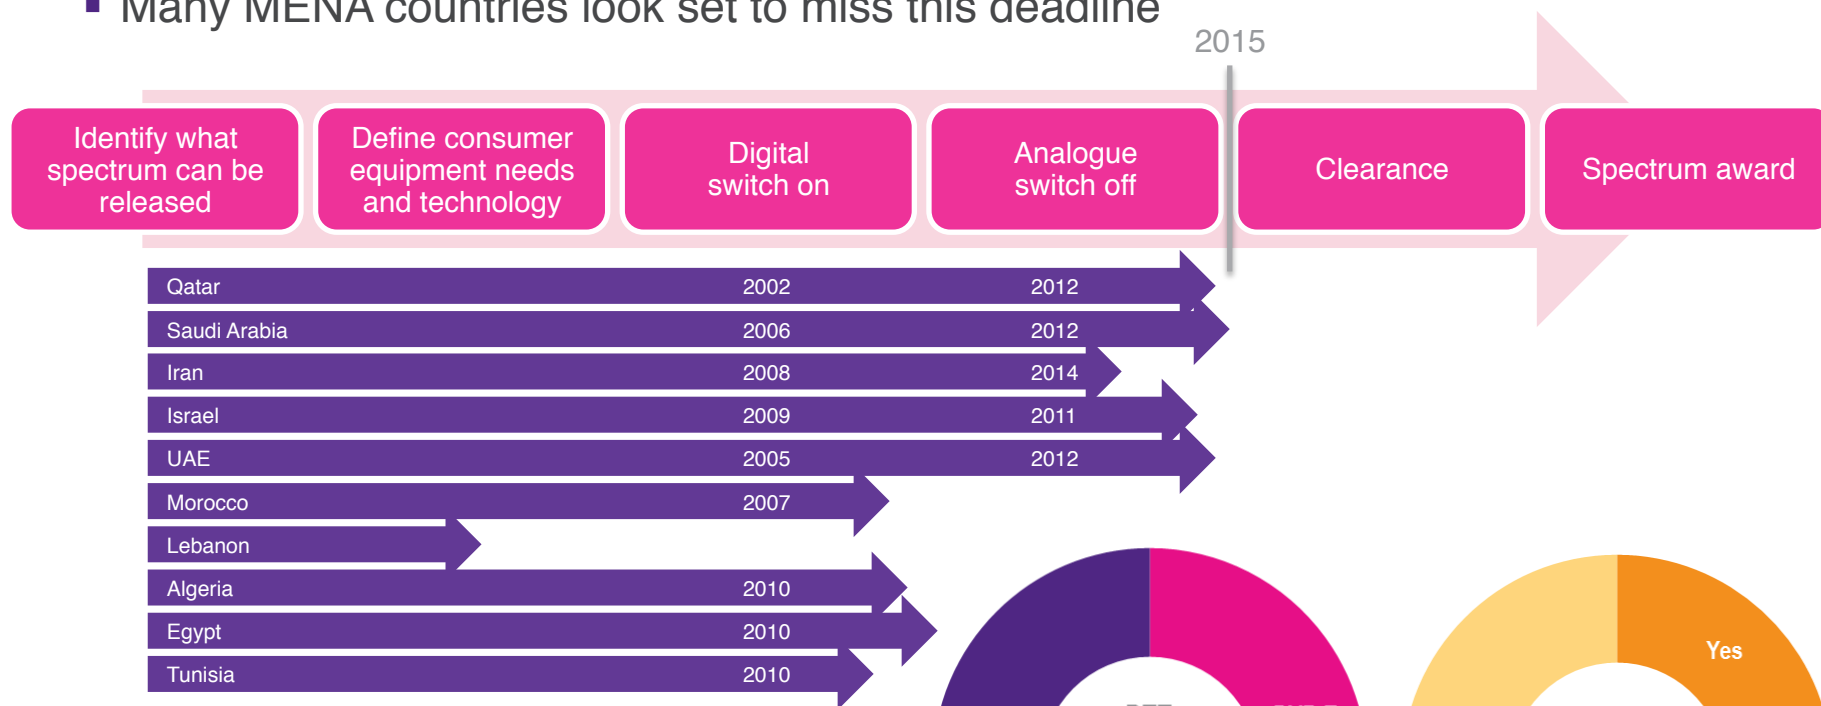 Many MENA countries look set to miss this deadline
2015
Identify what
spectrum can be
released
Define consumer
equipment needs
and technology
Digital
switch on
Analogue
switch off
Clearance
Spectrum award
Qatar 2002 2012
Saudi Arabia 2006 2012
Iran 2008 2014
Israel 2009 2011
UAE 2005 2012
Morocco 2007
Lebanon
Algeria 2010
Egypt 2010
Tunisia 2010
Yes